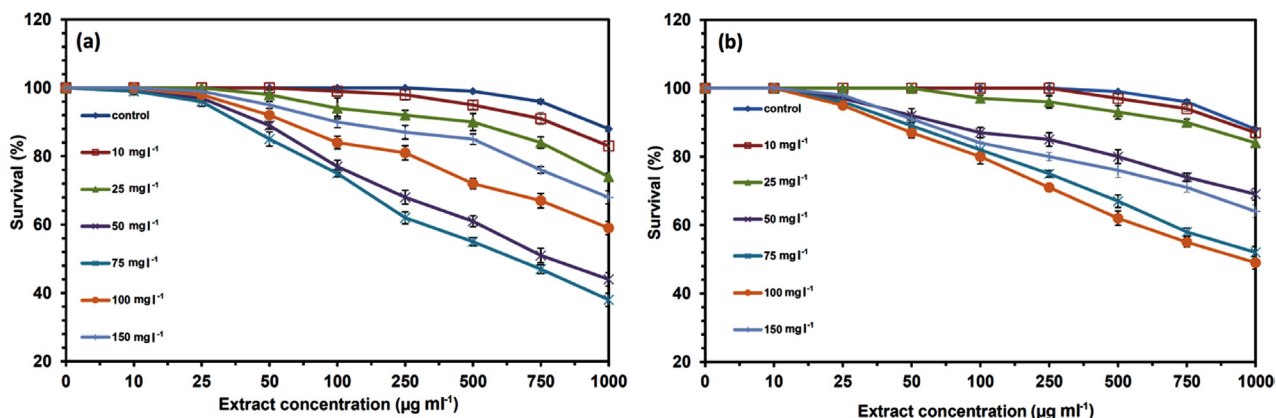 (a)
Survival (%)
120
100
80
60
40
20
control
10 mg l⁻¹
25 mg l⁻¹
50 mg l⁻¹
75 mg l⁻¹
100 mg l⁻¹
150 mg l⁻¹
0 10 25 50 100 250 500 750 1000
Extract concentration (µg ml⁻¹)
(b)
Survival (%)
120
100
80
60
40
20
control
10 mg l⁻¹
25 mg l⁻¹
50 mg l⁻¹
75 mg l⁻¹
100 mg l⁻¹
150 mg l⁻¹
0 10 25 50 100 250 500 750 1000
Extract concentration (µg ml⁻¹)